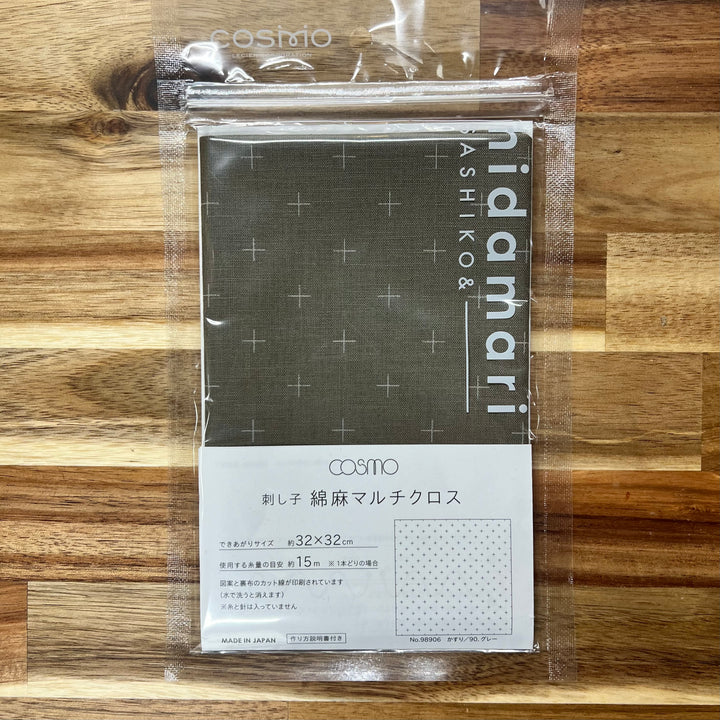 COSMO
hidamari
SASHIKO&
COSMO
刺し子 綿麻マルチクロス
できあがりサイズ 約32×32cm
使用する糸量の目安 約15m ※1本どりの場合
図案と裏布のカット線が印刷されています
(水で洗うと消えます)
※糸と針は入っていません
MADE IN JAPAN 作り方説明書付き
No.98906 かすり/90.グレー